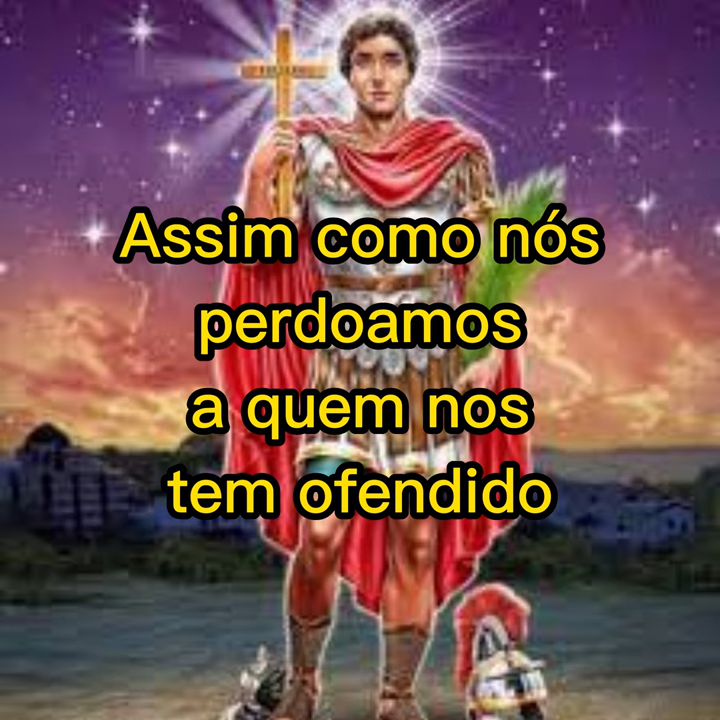 Assim como nós
perdoamos
a quem nos
tem ofendido